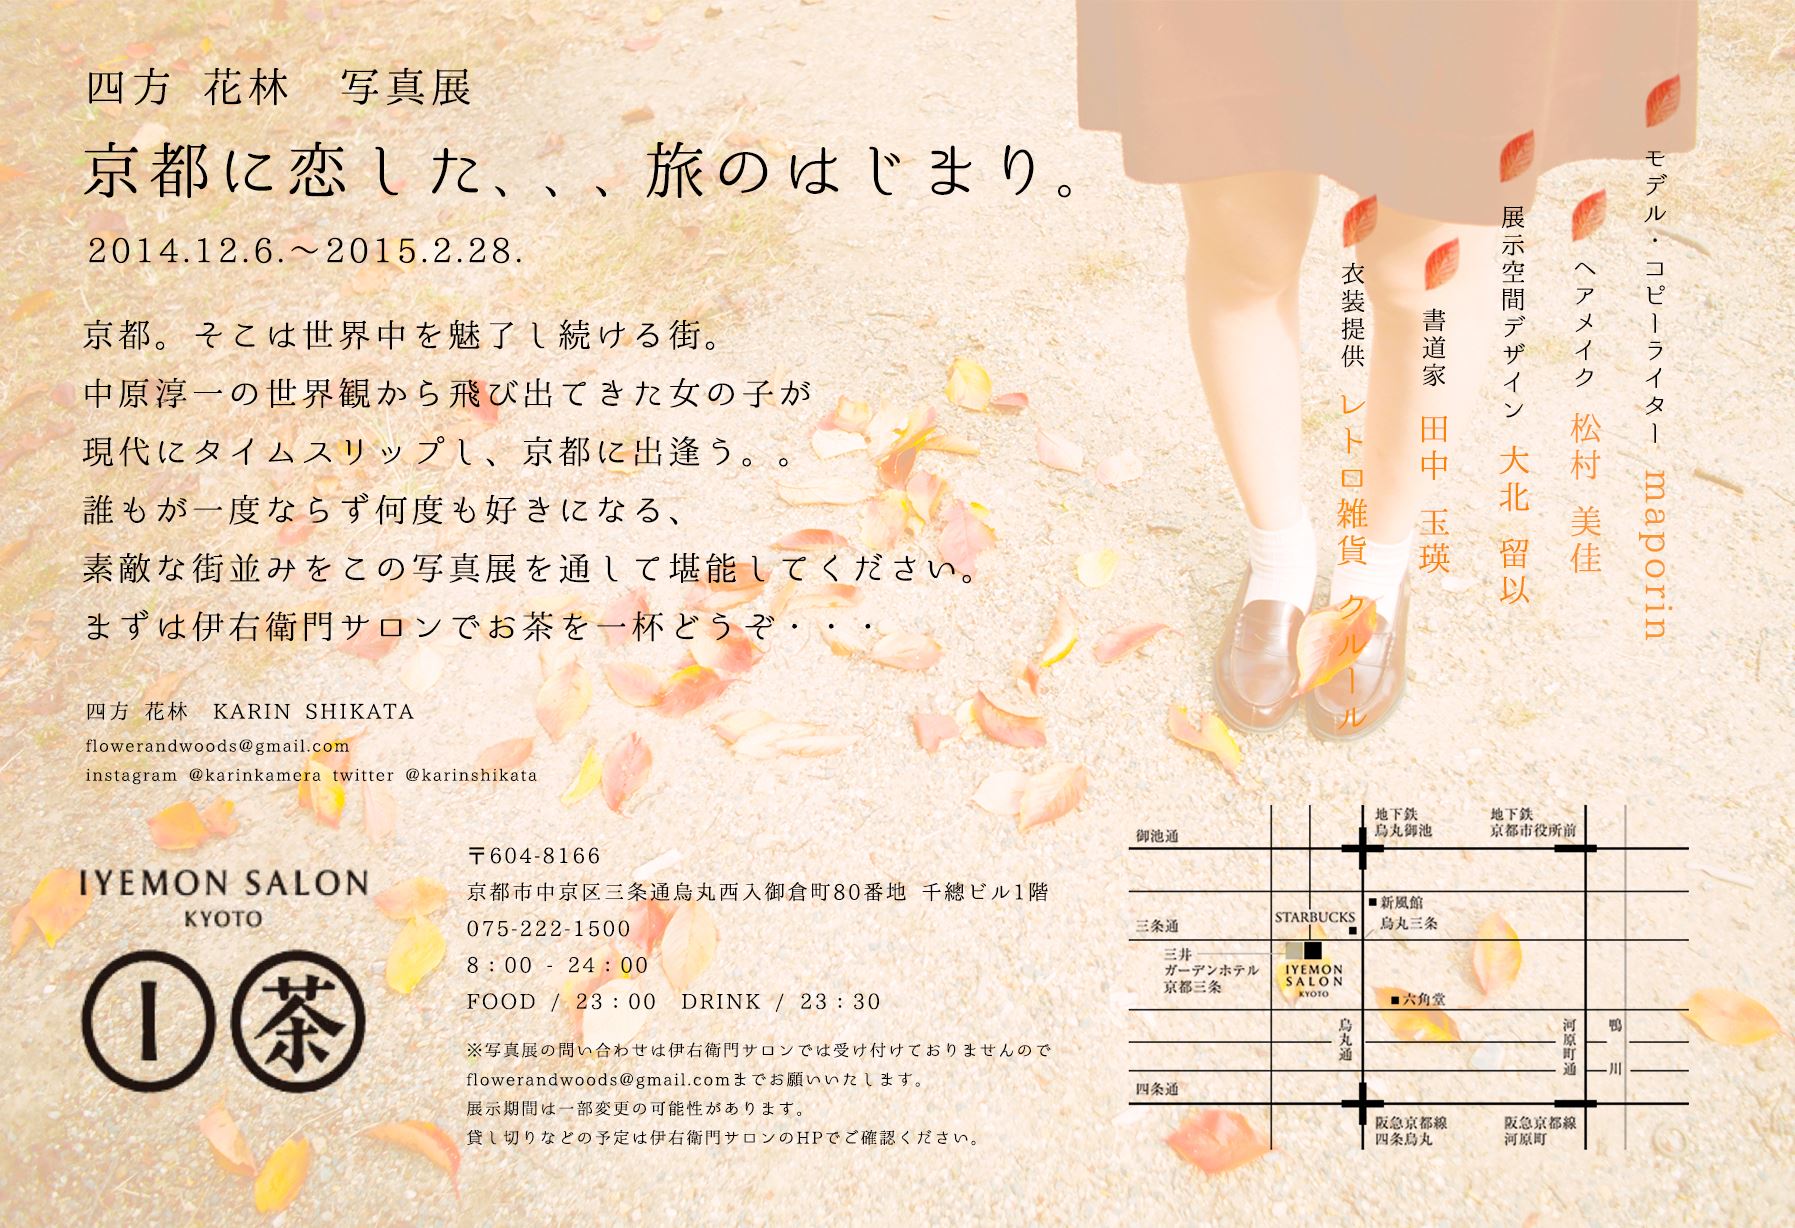 四方 花林　写真展
京都に恋した、、、旅のはじまり。
2014.12.6.～2015.2.28.
京都。そこは世界中を魅了し続ける街。
中原淳一の世界観から飛び出てきた女の子が
現代にタイムスリップし、京都に出逢う。。
誰もが一度ならず何度も好きになる、
素敵な街並みをこの写真展を通して堪能してください。
まずは伊右衛門サロンでお茶を一杯どうぞ・・・
モデル・コピーライター maporin
ヘアメイク 松村 美佳
展示空間デザイン 大北 留以
書道家 田中 玉瑛
衣装提供 レトロ雑貨 クルール
四方 花林　KARIN SHIKATA
flowerandwoods@gmail.com
instagram @karinkamera twitter @karinshikata
IYEMON SALON
KYOTO
I 茶
〒604-8166
京都市中京区三条通烏丸西入御倉町80番地 千總ビル1階
075-222-1500
8：00 - 24：00
FOOD / 23：00　DRINK / 23：30
※写真展の問い合わせは伊右衛門サロンでは受け付けておりませんので
flowerandwoods@gmail.comまでお願いいたします。
展示期間は一部変更の可能性があります。
貸し切りなどの予定は伊右衛門サロンのHPでご確認ください。
地下鉄
烏丸御池
地下鉄
京都市役所前
御池通
新風館
STARBUCKS
烏丸三条
三条通
三井
ガーデンホテル
京都三条
IYEMON
SALON
KYOTO
六角堂
烏丸通
河原町通
鴨川
四条通
阪急京都線
四条烏丸
阪急京都線
河原町